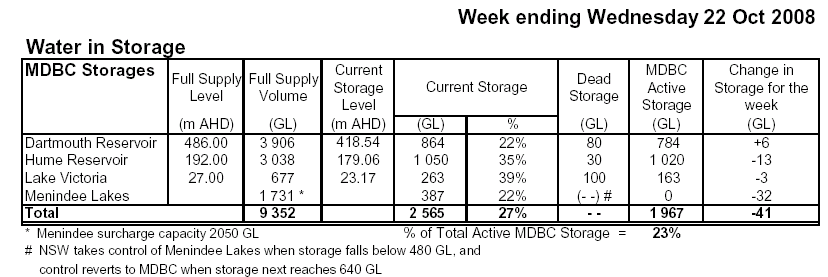 Week ending Wednesday 22 Oct 2008
Water in Storage
MDBC Storages Full Supply Full Supply Current Current Storage Dead MDBC Change in
Level Volume Storage Storage Active Storage for the
Level Storage week
(m AHD) (GL) (m AHD) (GL) % (GL) (GL) (GL)
Dartmouth Reservoir 486.00 3 906 418.54 864 22% 80 784 +6
Hume Reservoir 192.00 3 038 179.06 1 050 35% 30 1 020 -13
Lake Victoria 27.00 677 23.17 263 39% 100 163 -3
Menindee Lakes 1 731 * 387 22% (- -) # 0 -32
Total 9 352 2 565 27% - - 1 967 -41
* Menindee surcharge capacity 2050 GL % of Total Active MDBC Storage = 23%
# NSW takes control of Menindee Lakes when storage falls below 480 GL, and
control reverts to MDBC when storage next reaches 640 GL